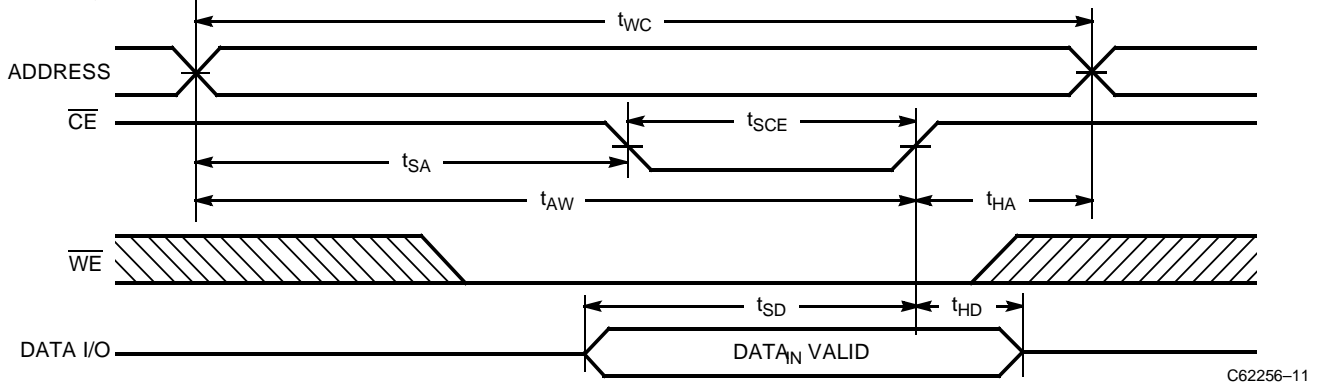 tWC
ADDRESS
CE
tSCE
tSA
tAW
tHA
WE
tSD
tHD
DATA I/O
DATAIN VALID
C62256–11